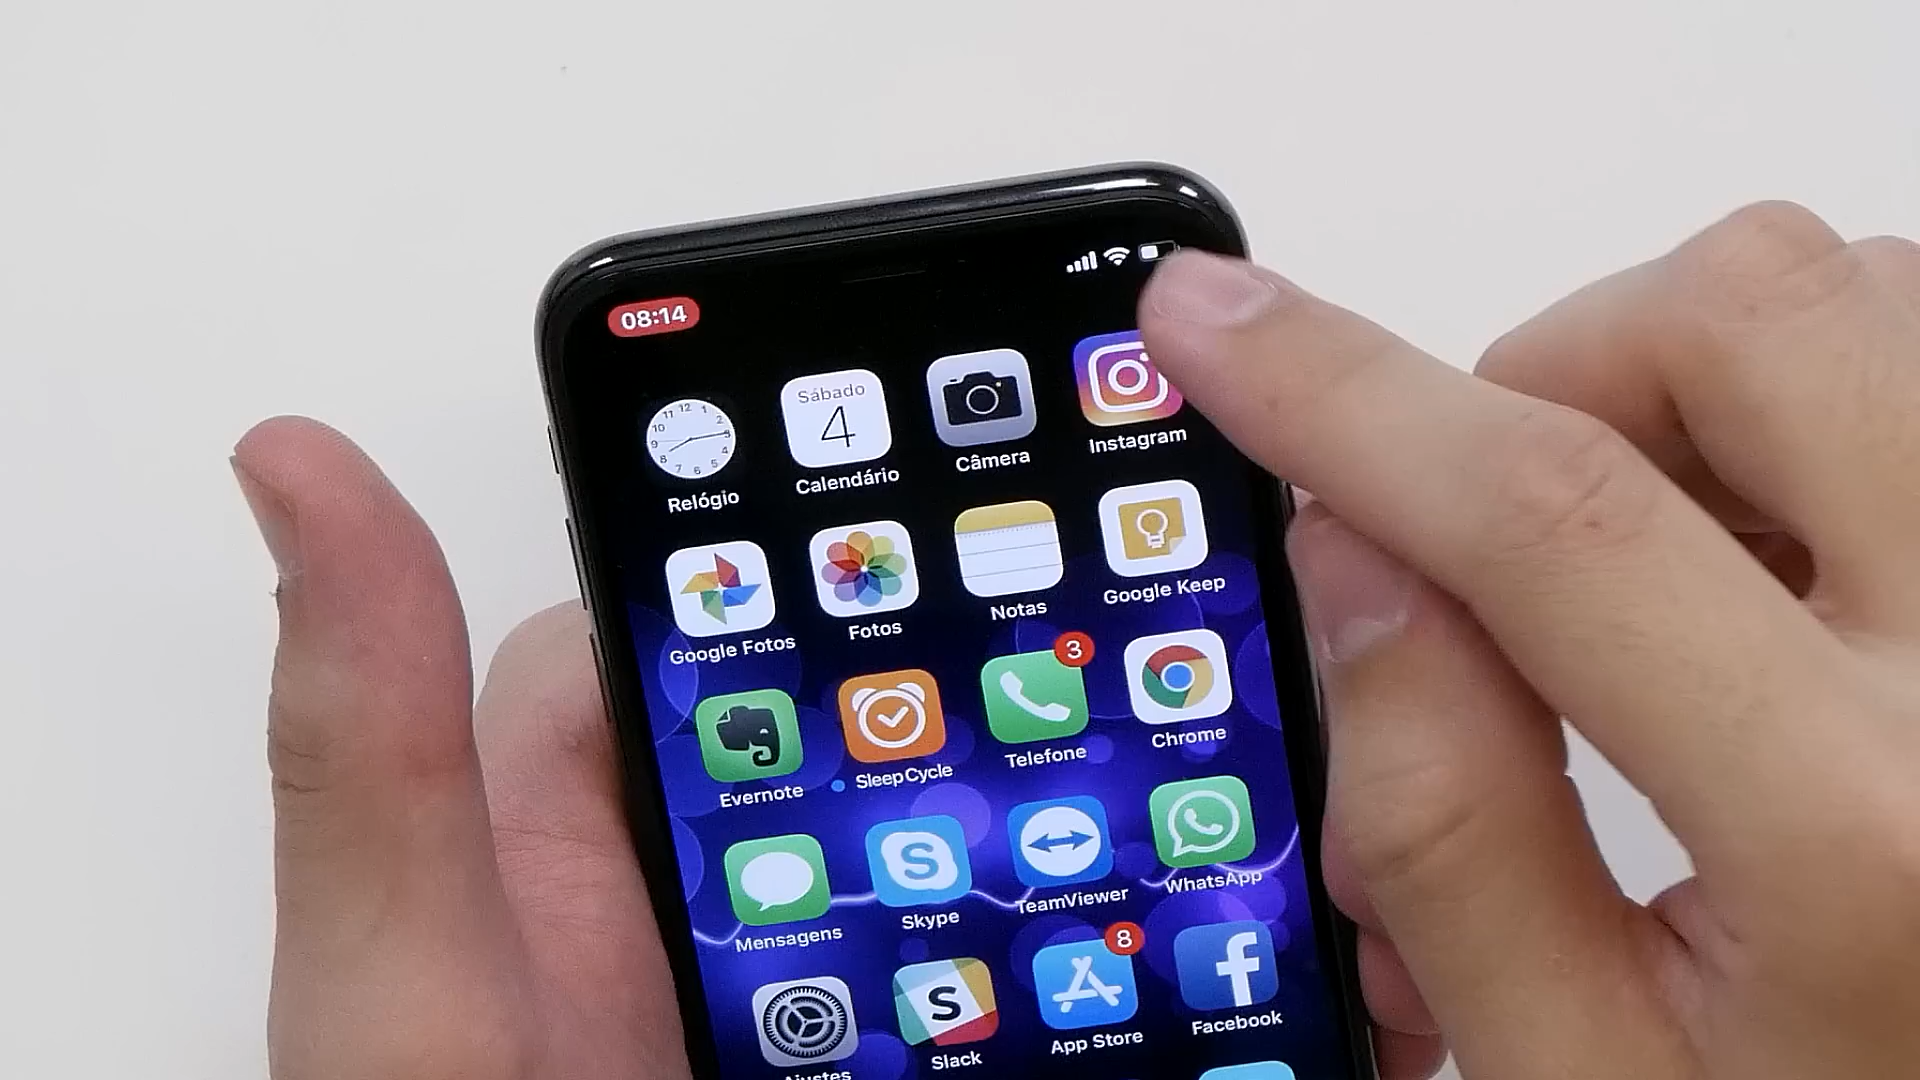 08:14
Sábado
4
Relógio
Calendário
Câmera
Instagram
Google Fotos
Fotos
Notas
Google Keep
3
Evernote
SleepCycle
Telefone
Chrome
Mensagens
Skype
TeamViewer
WhatsApp
8
Ajustes
Slack
App Store
Facebook